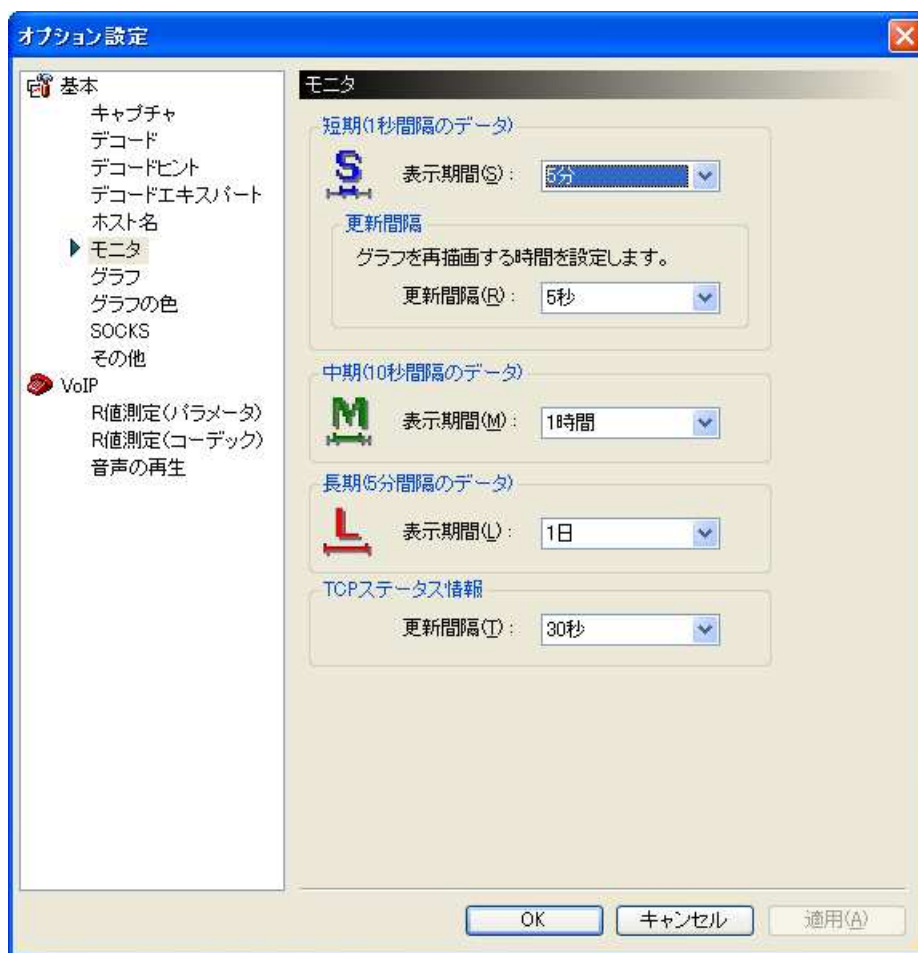 オプション設定
基本
キャプチャ
デコード
デコードヒント
デコードエキスパート
ホスト名
モニタ
グラフ
グラフの色
SOCKS
その他
VoIP
R値測定(パラメータ)
R値測定(コーデック)
音声の再生
モニタ
短期(1秒間隔のデータ)
S
表示期間(S): 5分
更新間隔
グラフを再描画する時間を設定します。
更新間隔(R): 5秒
中期(10秒間隔のデータ)
M
表示期間(M): 1時間
長期(5分間隔のデータ)
L
表示期間(L): 1日
TCPステータス情報
更新間隔(T): 30秒
OK キャンセル 適用(A)